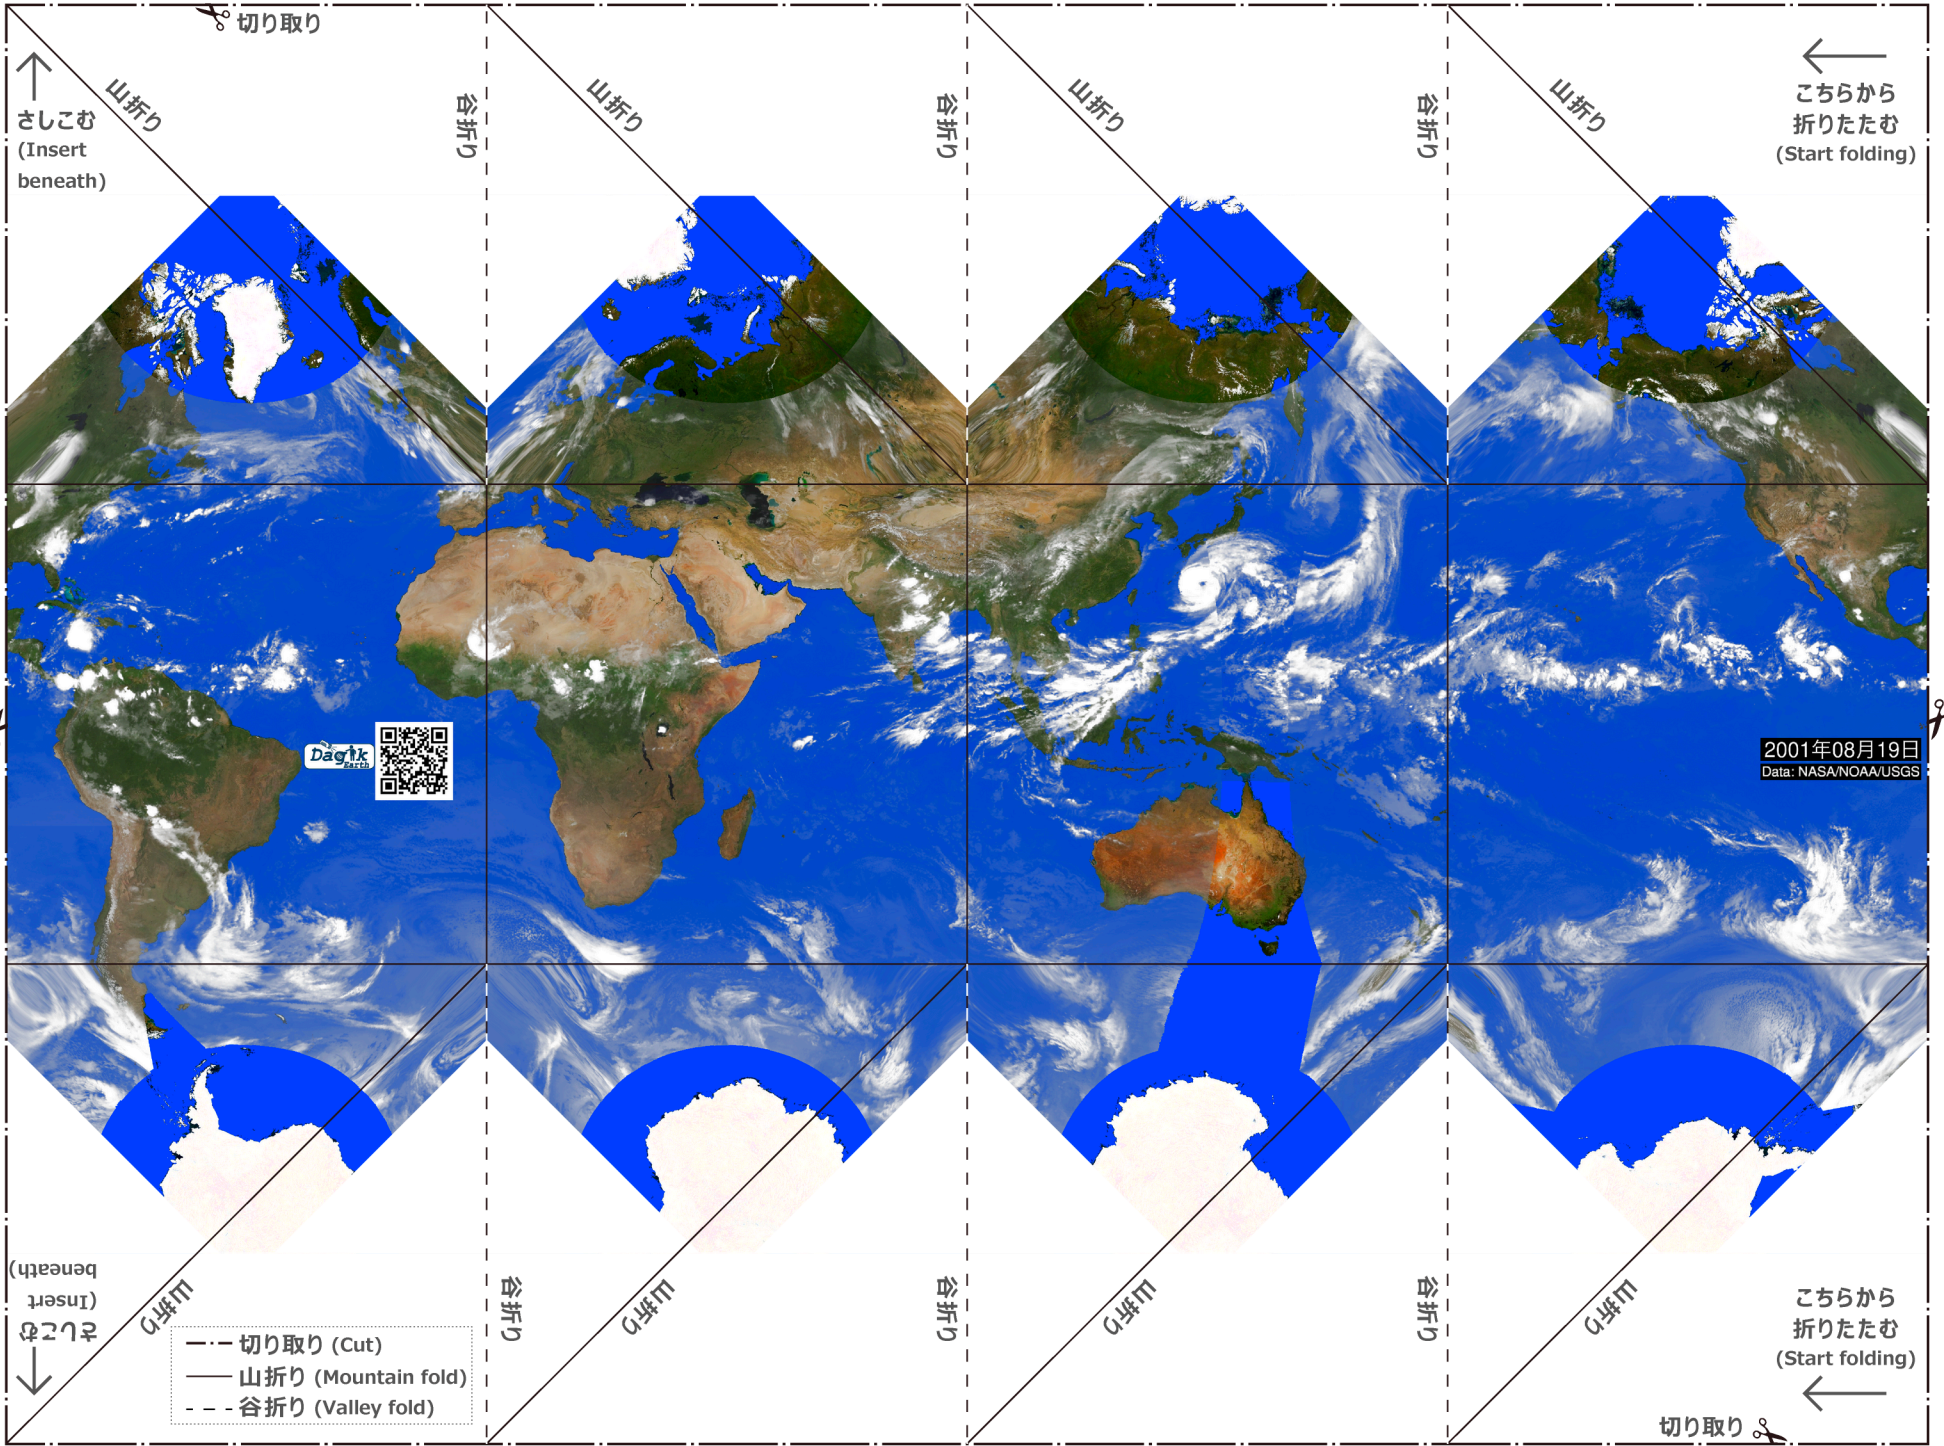 切り取り
山折り
谷折り
山折り
谷折り
山折り
谷折り
山折り
こちらから
折りたたむ
(Start folding)
さしこむ
(Insert
beneath)
Dagik
Earth
2001年08月19日
Data: NASA/NOAA/USGS
さしこむ
(Insert
beneath)
山折り
谷折り
山折り
谷折り
山折り
谷折り
山折り
こちらから
折りたたむ
(Start folding)
切り取り (Cut)
山折り (Mountain fold)
谷折り (Valley fold)
切り取り